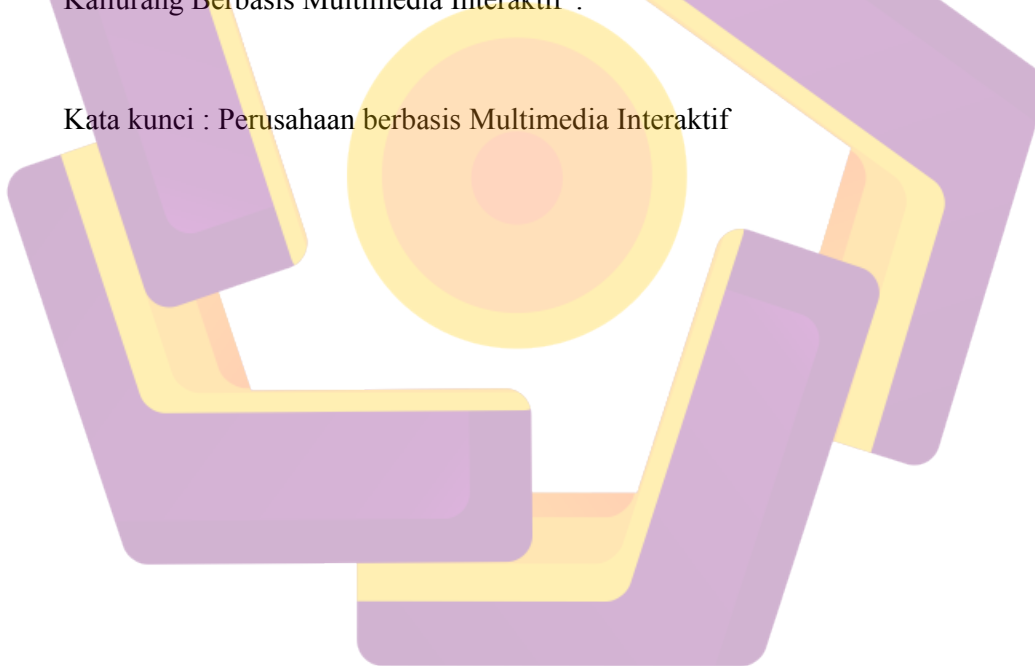 Kaliurang Berbasis Multimedia Interaktif".
Kata kunci : Perusahaan berbasis Multimedia Interaktif